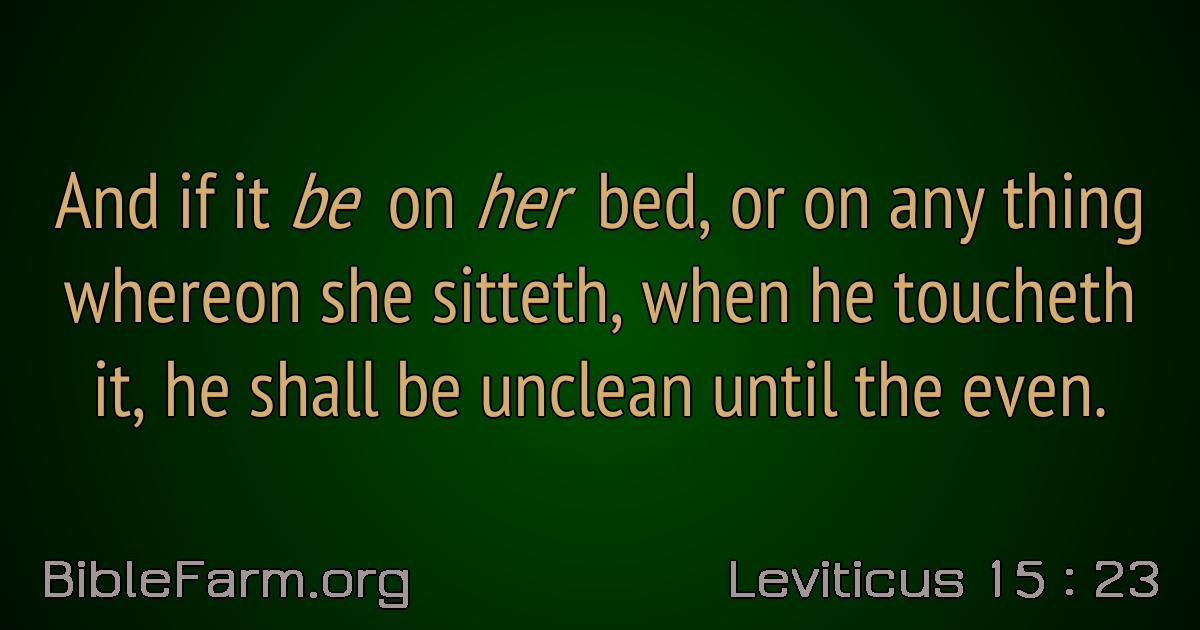 And if it be on her bed, or on any thing
whereon she sitteth, when he toucheth
it, he shall be unclean until the even.
BibleFarm.org
Leviticus 15 : 23